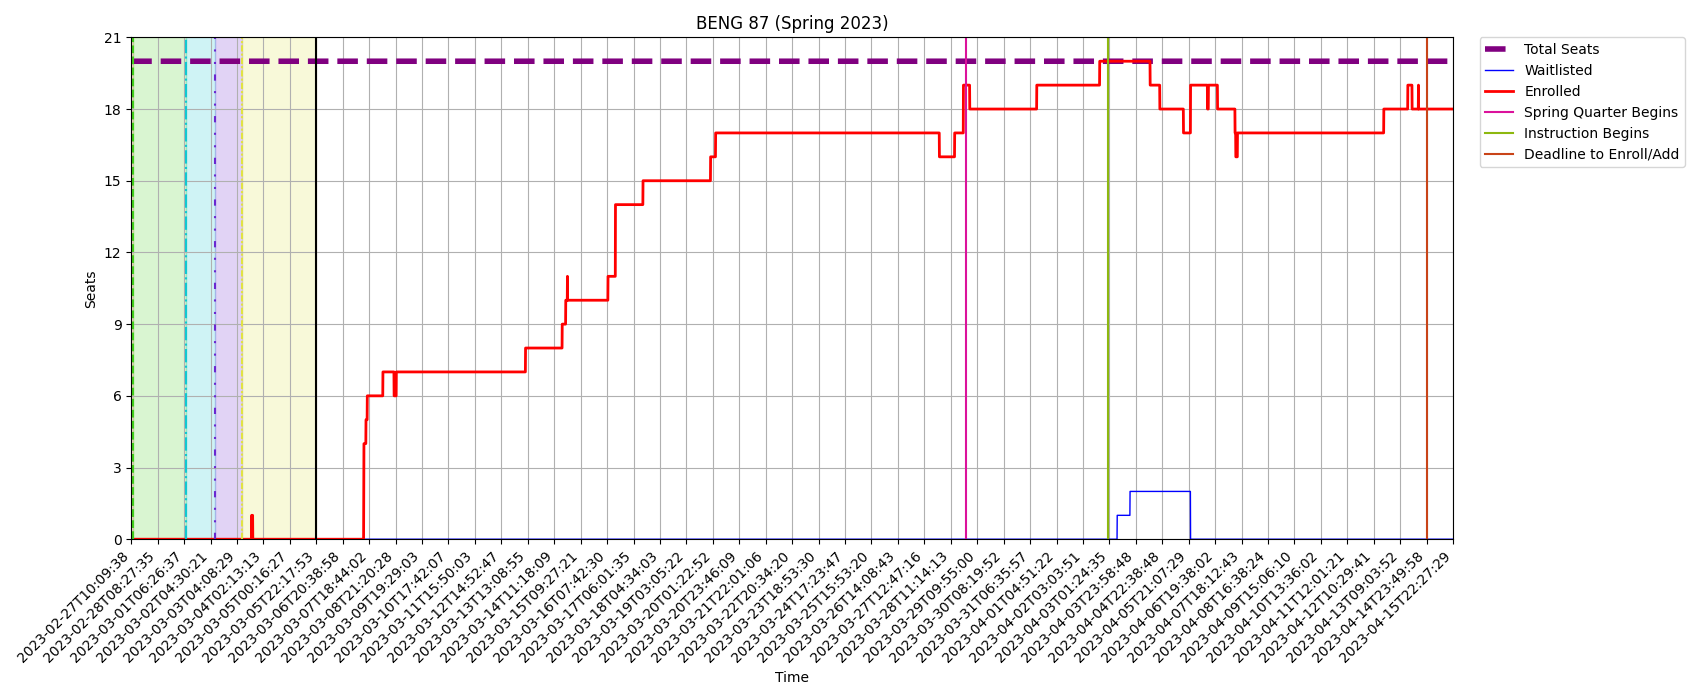 BENG 87 (Spring 2023)
21
18
15
12
9
6
3
0
Seats
2023-02-27T10:09:38
2023-02-28T08:27:35
2023-03-01T06:26:37
2023-03-02T04:30:21
2023-03-03T04:08:29
2023-03-04T02:13:13
2023-03-05T00:16:27
2023-03-05T22:17:53
2023-03-06T20:38:58
2023-03-07T18:44:02
2023-03-08T21:20:28
2023-03-09T19:29:03
2023-03-10T17:42:07
2023-03-11T15:50:03
2023-03-12T14:52:47
2023-03-13T13:08:55
2023-03-14T11:18:09
2023-03-15T09:27:21
2023-03-16T07:42:30
2023-03-17T06:01:35
2023-03-18T04:34:03
2023-03-19T03:05:22
2023-03-20T01:22:52
2023-03-20T23:46:09
2023-03-21T22:01:06
2023-03-22T20:34:20
2023-03-23T18:53:30
2023-03-24T17:23:47
2023-03-25T15:53:20
2023-03-26T14:08:43
2023-03-27T12:47:16
2023-03-28T11:14:13
2023-03-29T09:55:00
2023-03-30T08:19:52
2023-03-31T06:35:57
2023-04-01T04:51:22
2023-04-02T03:03:51
2023-04-03T01:24:35
2023-04-03T23:58:48
2023-04-04T22:38:48
2023-04-05T21:07:29
2023-04-06T19:38:02
2023-04-07T18:12:43
2023-04-08T16:38:24
2023-04-09T15:06:10
2023-04-10T13:36:02
2023-04-11T12:01:21
2023-04-12T10:29:41
2023-04-13T09:03:52
2023-04-14T23:49:58
2023-04-15T22:27:29
Time
Total Seats
Waitlisted
Enrolled
Spring Quarter Begins
Instruction Begins
Deadline to Enroll/Add